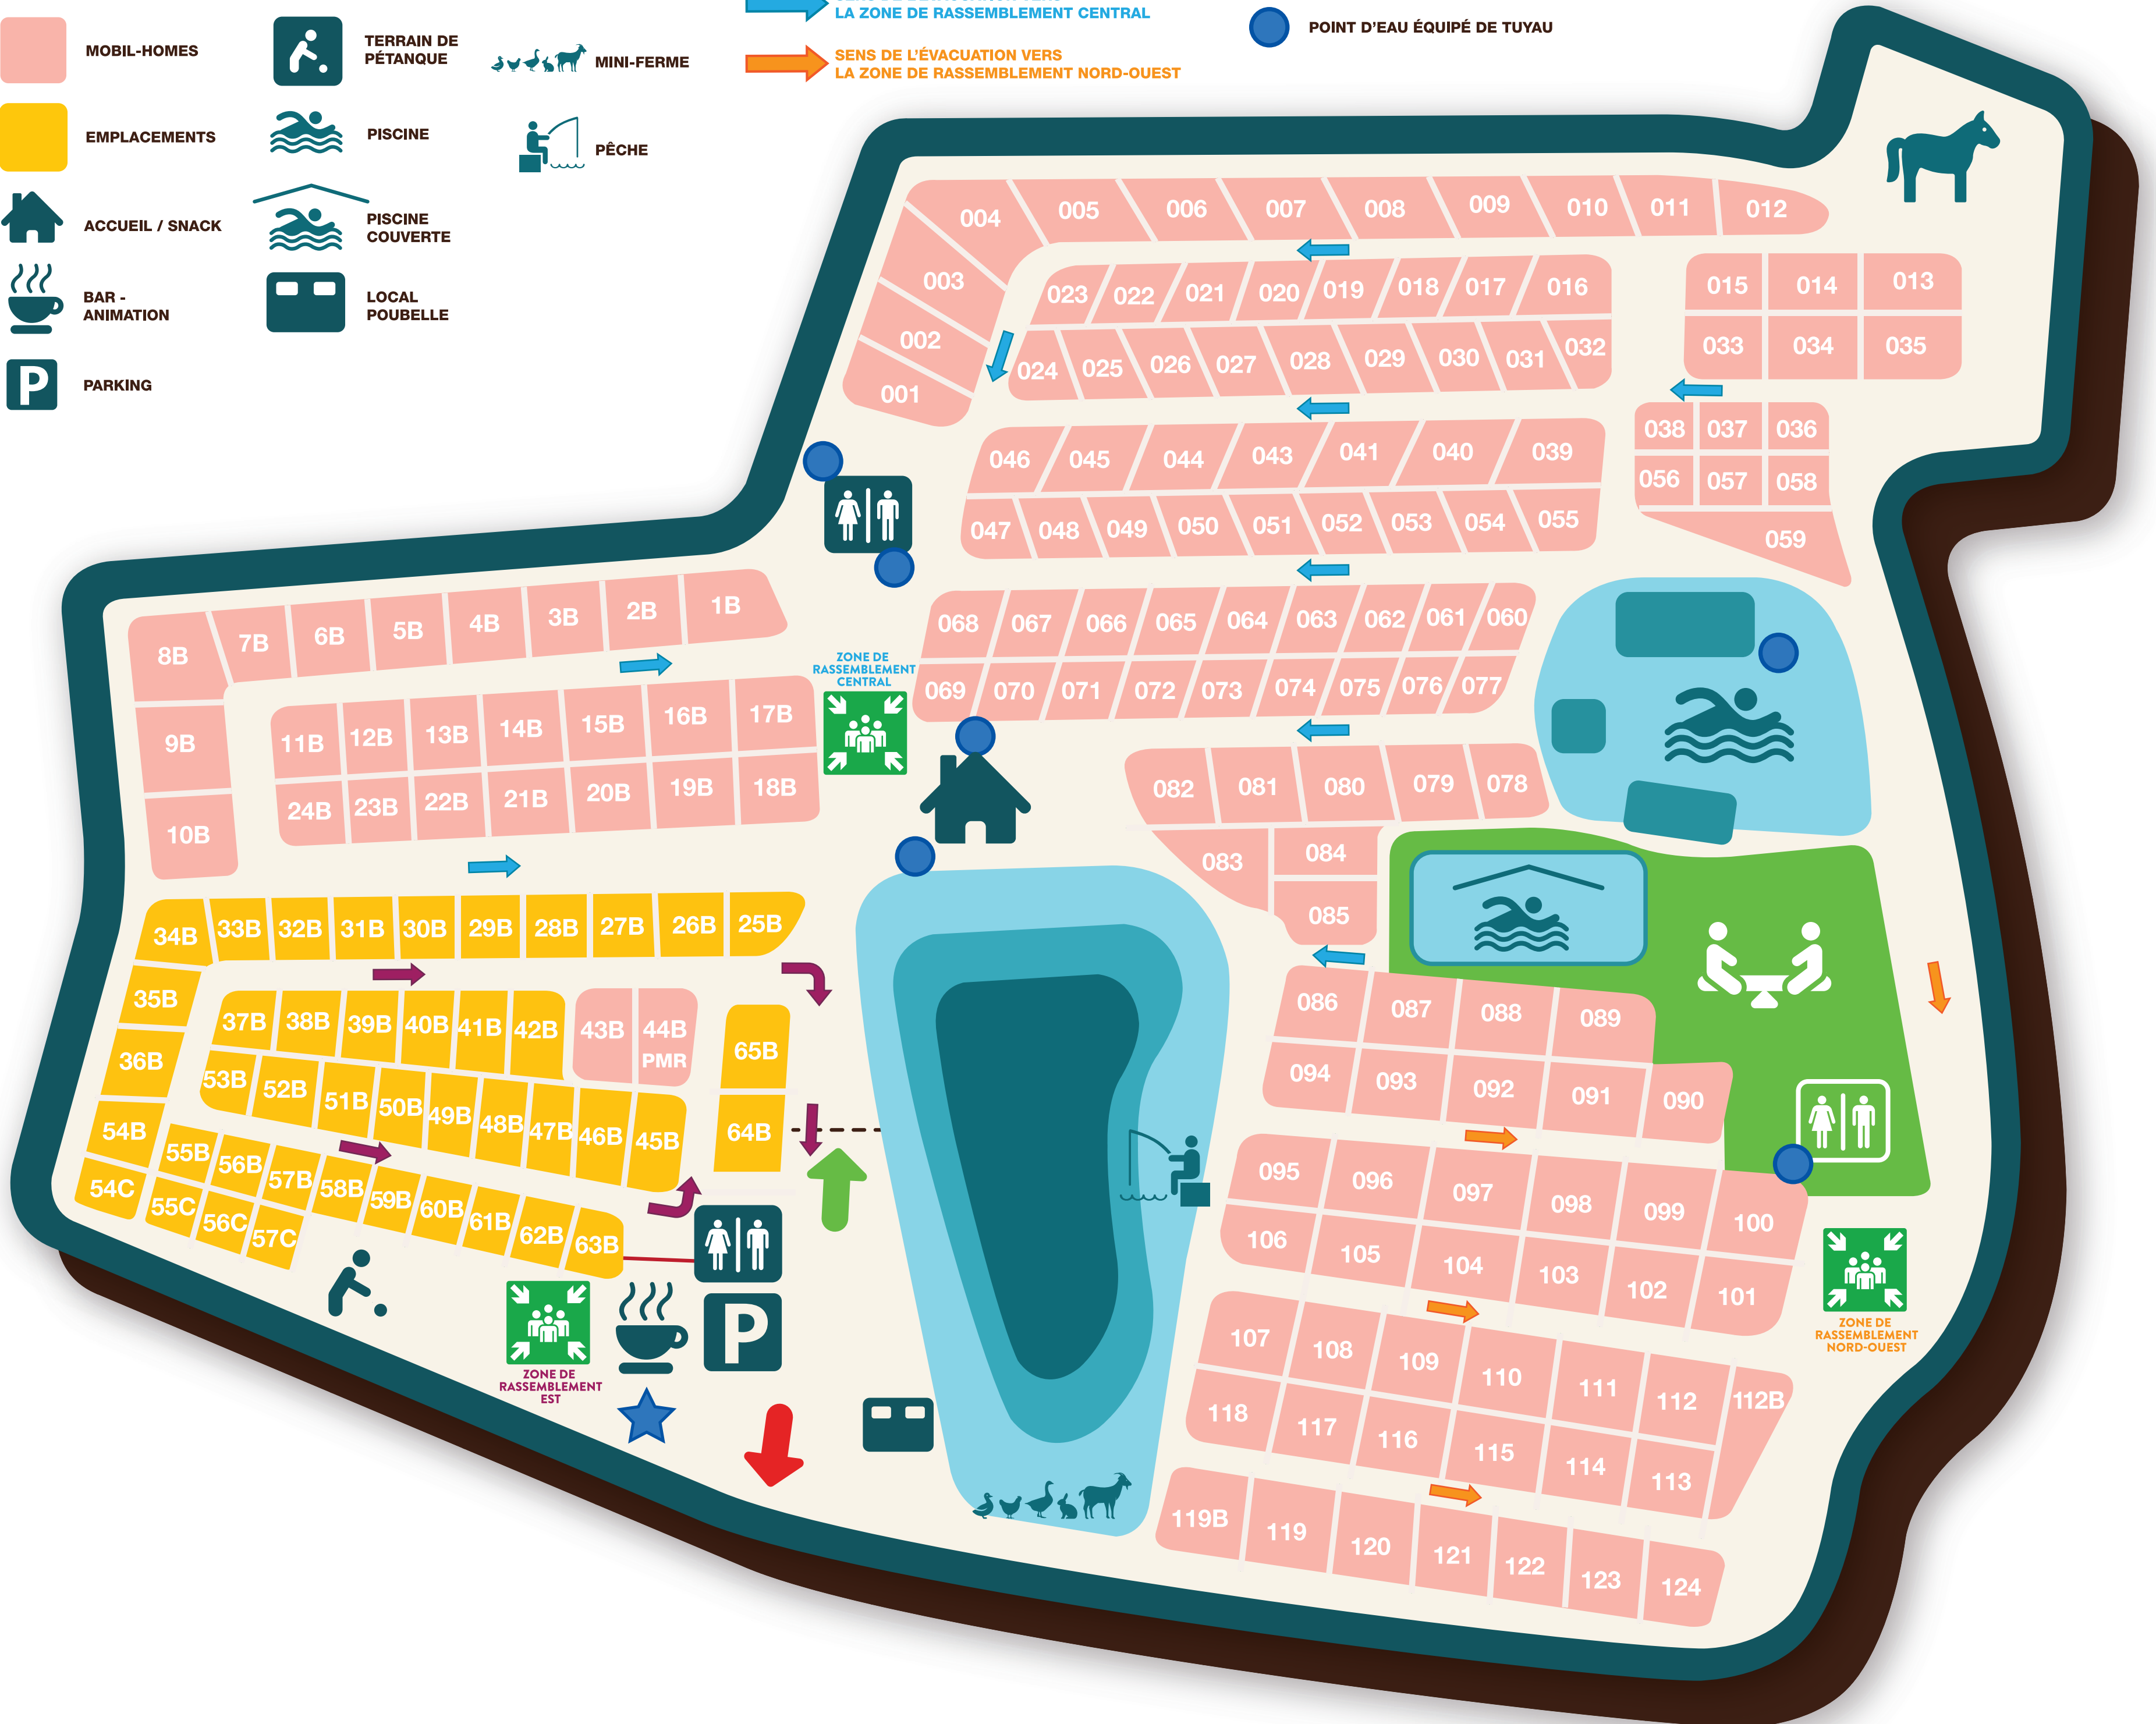 MOBIL-HOMES
EMPLACEMENTS
ACCUEIL / SNACK
BAR -
ANIMATION
P
PARKING
TERRAIN DE
PÉTANQUE
PISCINE
PISCINE
COUVERTE
LOCAL
POUBELLE
MINI-FERME
PÊCHE
LA ZONE DE RASSEMBLEMENT CENTRAL
SENS DE L'ÉVACUATION VERS
LA ZONE DE RASSEMBLEMENT NORD-OUEST
POINT D'EAU ÉQUIPÉ DE TUYAU
004 005 006 007 008 009 010 011 012
003
002
001
023 022 021 020 019 018 017 016
015 014 013
024 025 026 027 028 029 030 031 032
033 034 035
038 037 036
046 045 044 043 041 040 039
056 057 058
047 048 049 050 051 052 053 054 055
059
068 067 066 065 064 063 062 061 060
069 070 071 072 073 074 075 076 077
082 081 080 079 078
083 084
085
8B 7B 6B 5B 4B 3B 2B 1B
9B
10B
11B 12B 13B 14B 15B 16B 17B
24B 23B 22B 21B 20B 19B 18B
ZONE DE
RASSEMBLEMENT
CENTRAL
34B 33B 32B 31B 30B 29B 28B 27B 26B 25B
35B
36B
37B 38B 39B 40B 41B 42B 43B 44B
PMR
65B
64B
53B 52B 51B 50B 49B 48B 47B 46B 45B
54B 55B 56B 57B 58B 59B 60B 61B 62B 63B
54C 55C 56C 57C
ZONE DE
RASSEMBLEMENT
EST
P
086 087 088 089
094 093 092 091 090
095 096 097 098 099 100
106 105 104 103 102 101
ZONE DE
RASSEMBLEMENT
NORD-OUEST
107 108 109 110 111 112 112B
118 117 116 115 114 113
119B 119 120 121 122 123 124